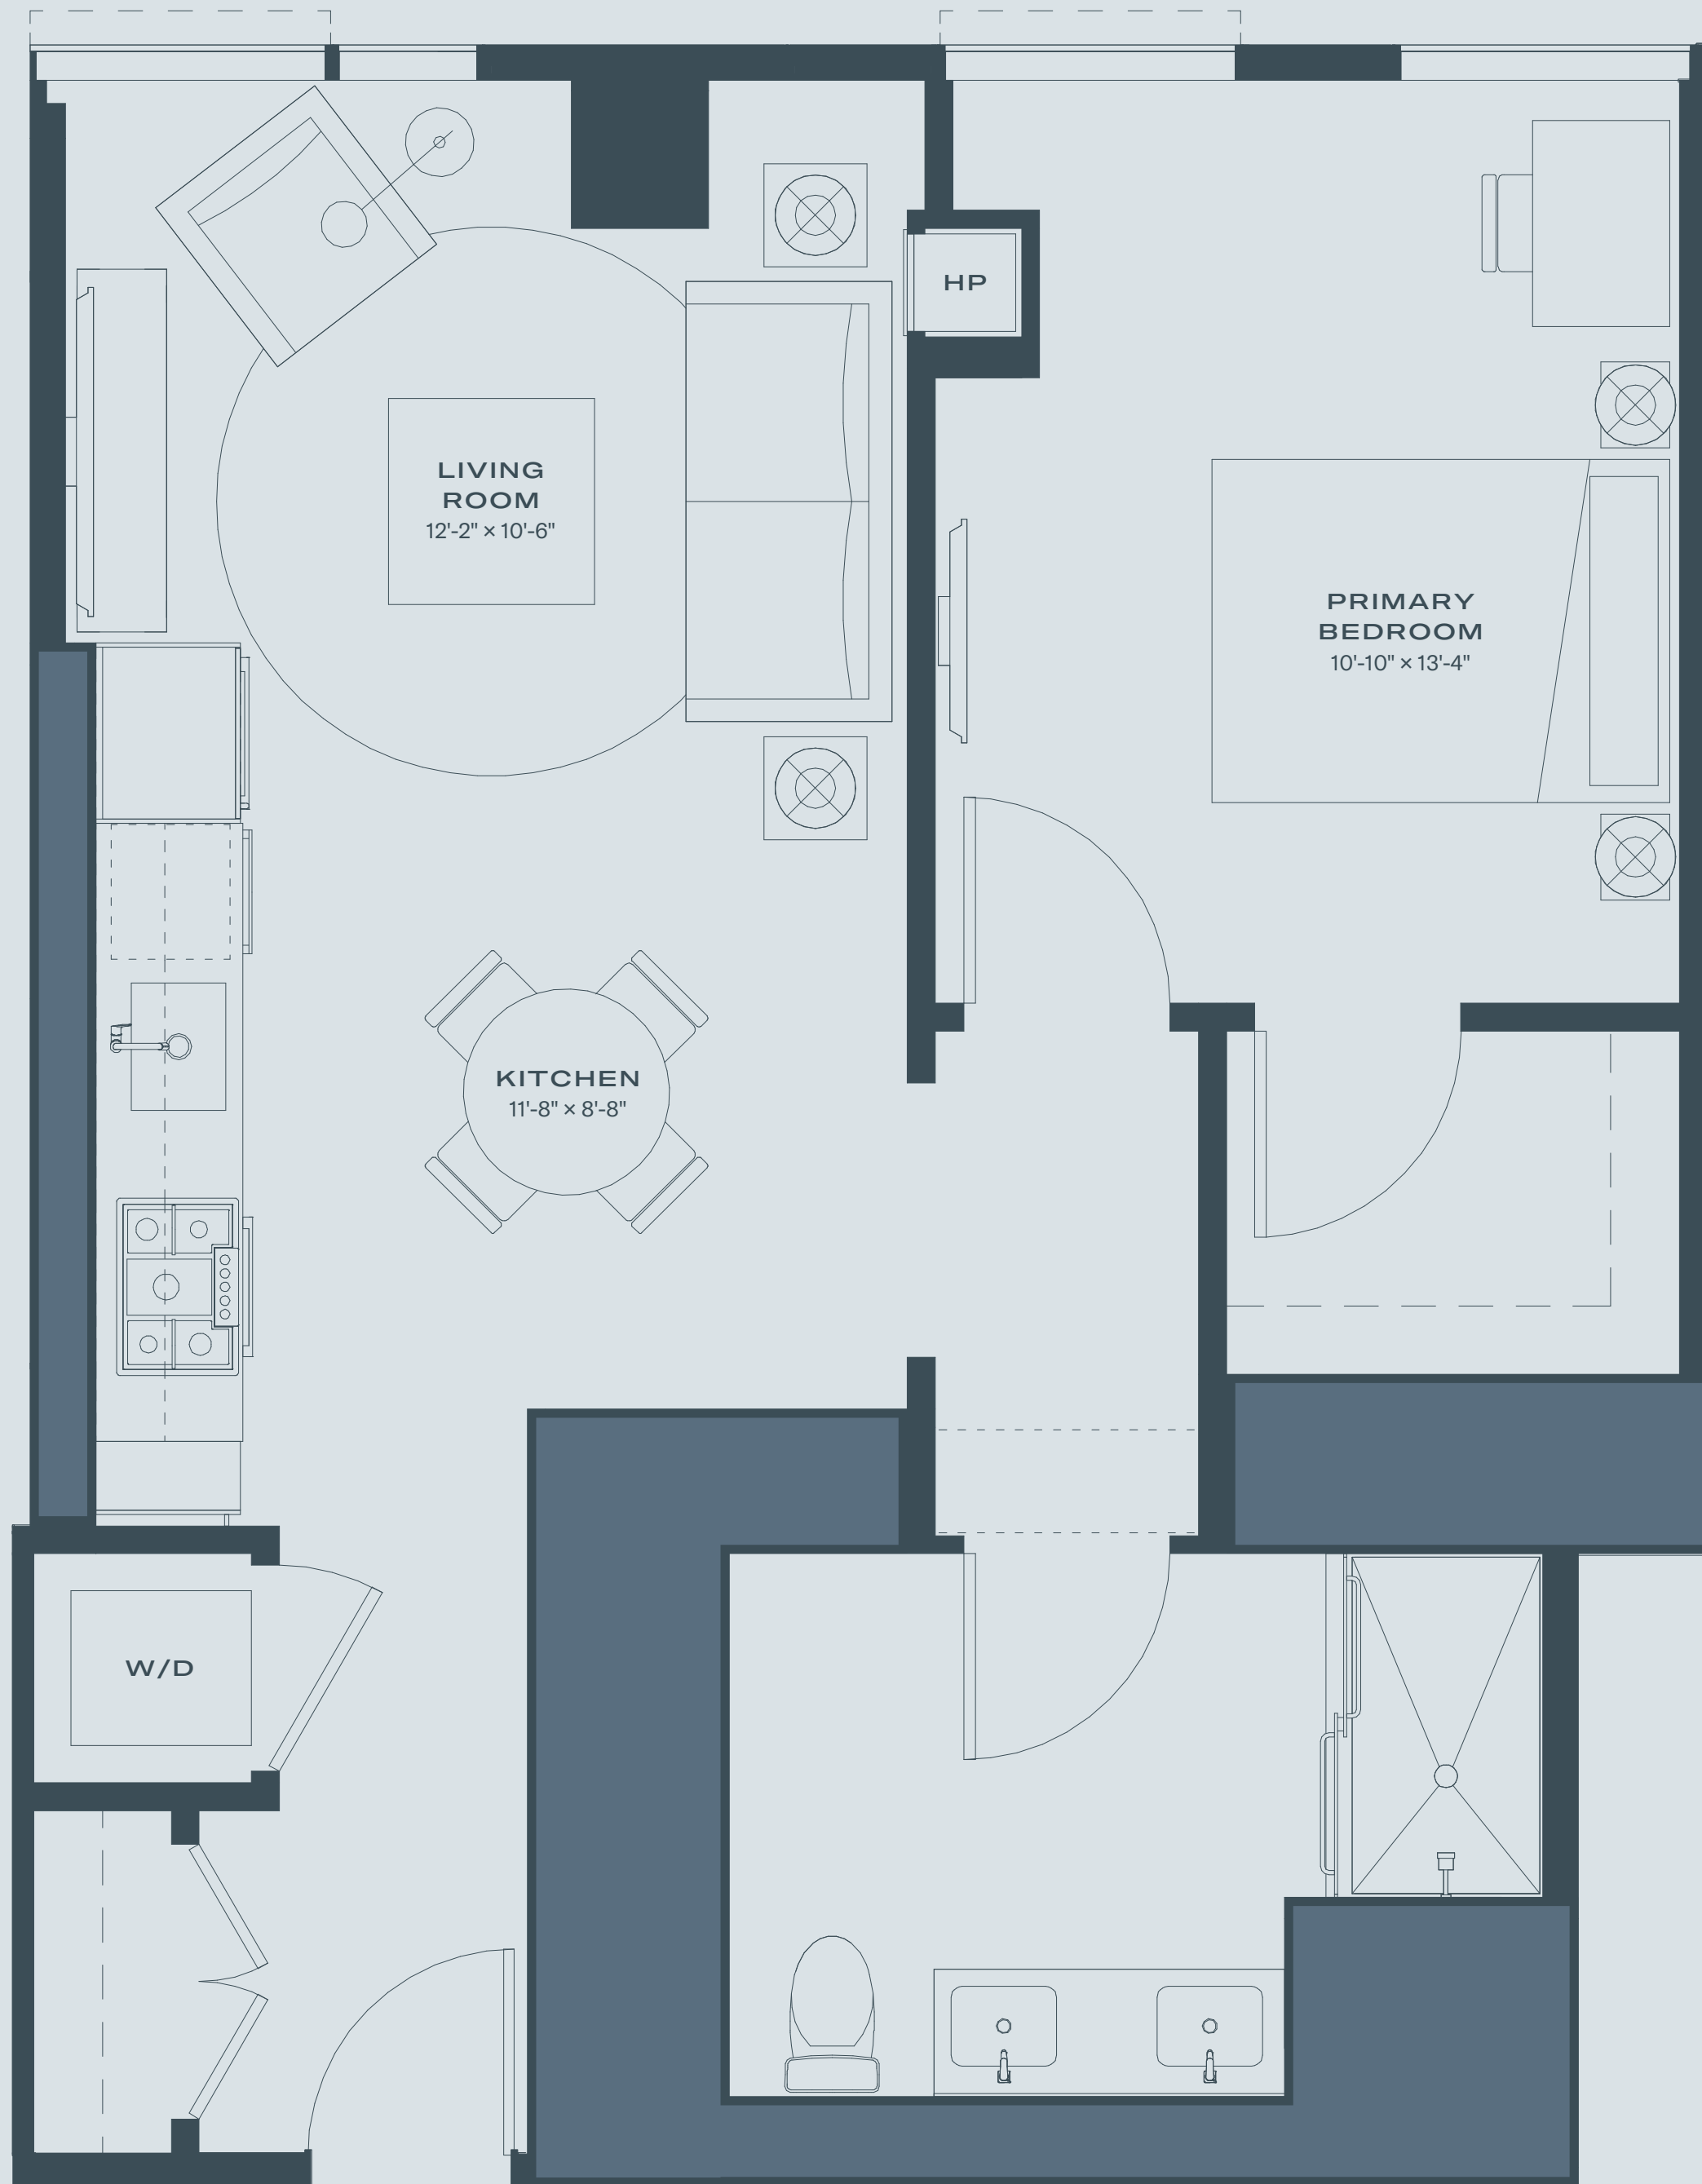 HP
LIVING
ROOM
12'-2" × 10'-6"
PRIMARY
BEDROOM
10'-10" × 13'-4"
KITCHEN
11'-8" × 8'-8"
W/D